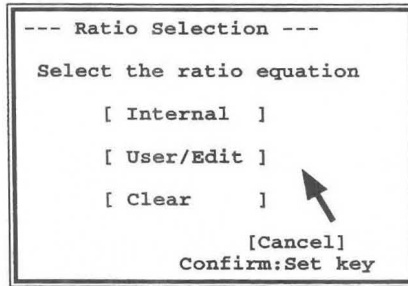 --- Ratio Selection ---
Select the ratio equation
[ Internal ]
[ User/Edit ]
[ Clear ]
[Cancel]
Confirm:Set key